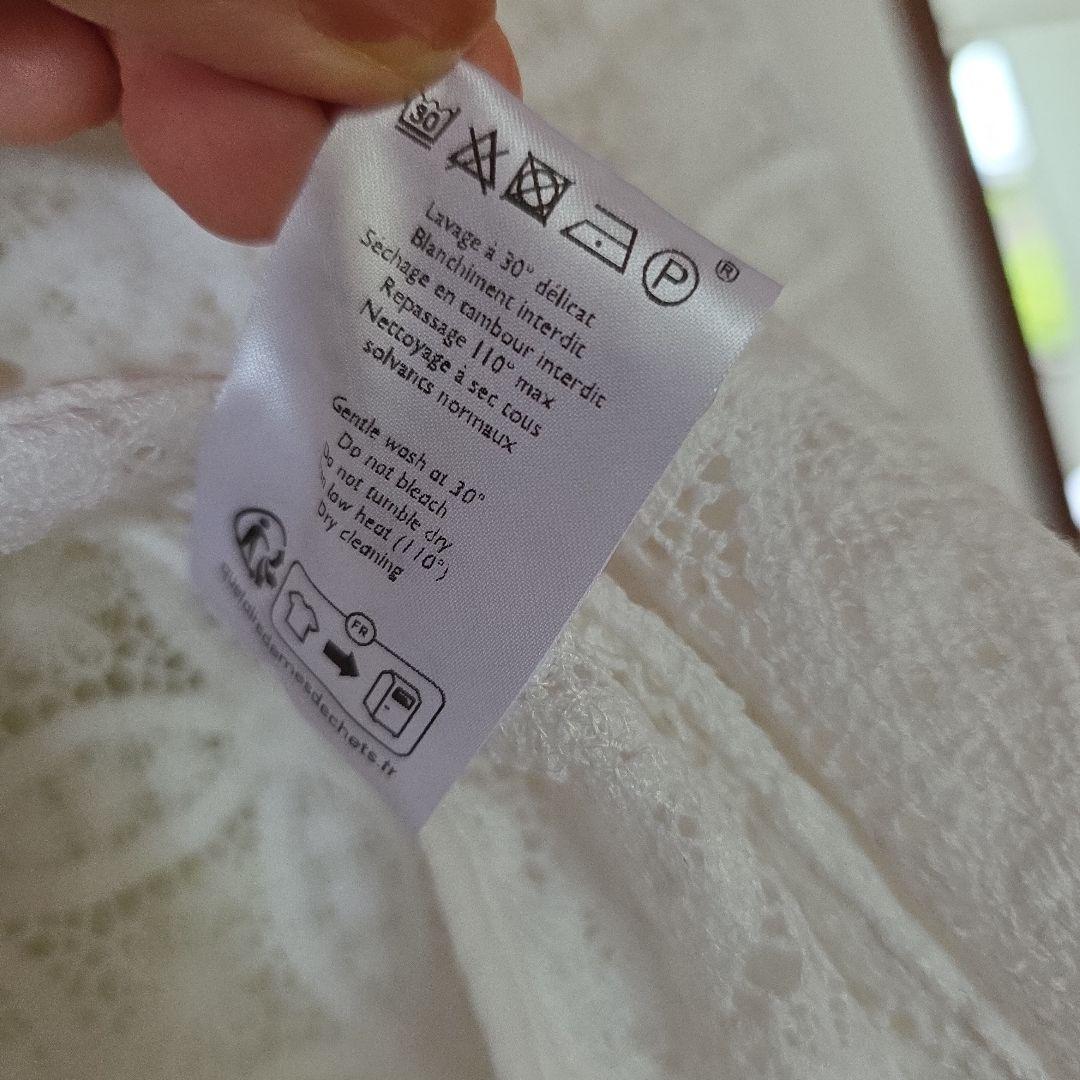 30
P
®
Lavage à 30° délicat
Blanchiment interdit
Séchage en tambour interdit
Repassage 110° max
Nettoyage à sec tous
solvants normaux
Gentle wash at 30°
Do not bleach
Do not tumble dry
low heat (110°)
Dry cleaning
FR
quefairedemesdechets.fr